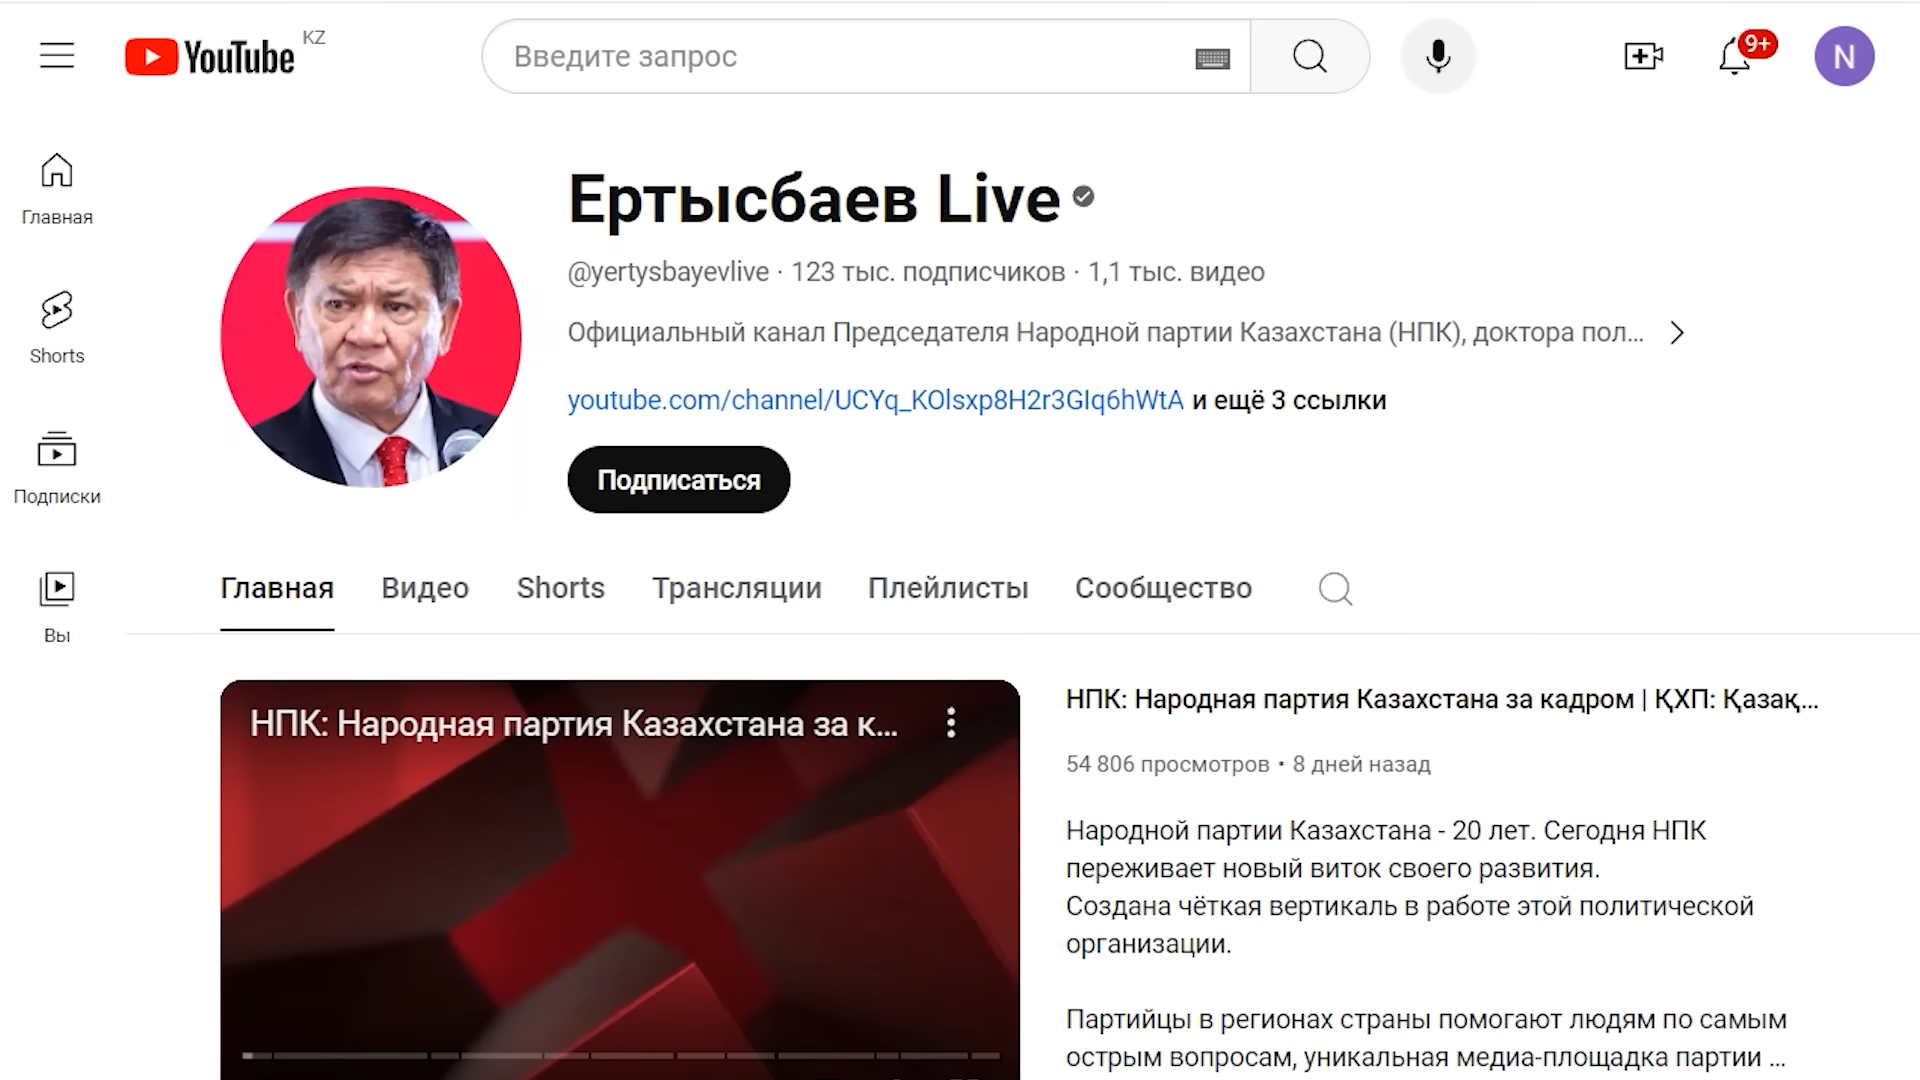 YouTube KZ
Введите запрос
9+
N
Главная
Shorts
Подписки
Вы
Ертысбаев Live
@yertysbayevlive · 123 тыс. подписчиков · 1,1 тыс. видео
Официальный канал Председателя Народной партии Казахстана (НПК), доктора пол...
youtube.com/channel/UCYq_KOlsxp8H2r3GIq6hWtA и ещё 3 ссылки
Подписаться
Главная Видео Shorts Трансляции Плейлисты Сообщество
НПК: Народная партия Казахстана за к...
НПК: Народная партия Казахстана за кадром | ҚХП: Қазақ...
54 806 просмотров • 8 дней назад
Народной партии Казахстана - 20 лет. Сегодня НПК
переживает новый виток своего развития.
Создана чёткая вертикаль в работе этой политической
организации.
Партийцы в регионах страны помогают людям по самым
острым вопросам, уникальная медиа-площадка партии ...